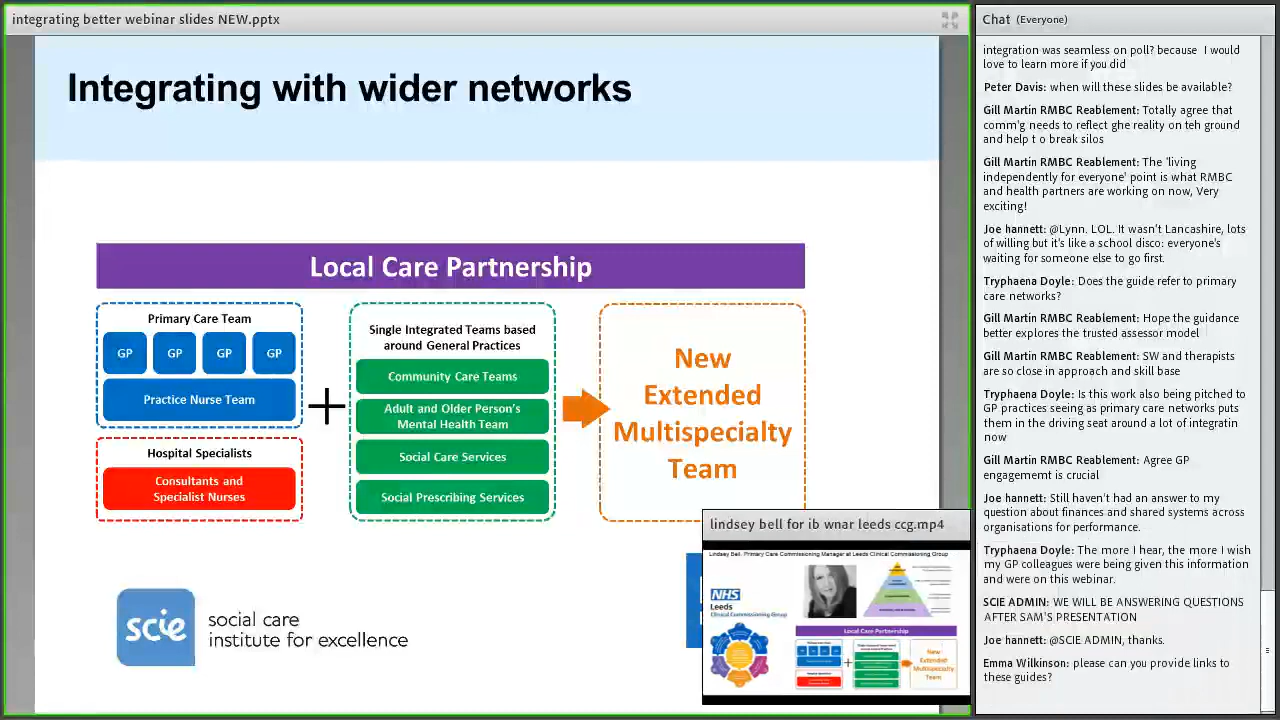 integrating better webinar slides NEW.pptx
Integrating with wider networks
Local Care Partnership
Primary Care Team
GP GP GP GP
Practice Nurse Team
Hospital Specialists
Consultants and
Specialist Nurses
+
Single Integrated Teams based
around General Practices
Community Care Teams
Adult and Older Person's
Mental Health Team
Social Care Services
Social Prescribing Services
New
Extended
Multispecialty
Team
scie
social care
institute for excellence
lindsey bell for ib wnar leeds ccg.mp4
Lindsey Bell, Primary Care Commissioning Manager at Leeds Clinical Commissioning Group
NHS
Leeds
Clinical Commissioning Group
Local Care Partnership
+
New
Extended
Multispecialty
Team
Chat (Everyone)
integration was seamless on poll? because I would
love to learn more if you did
Peter Davis: when will these slides be available?
Gill Martin RMBC Reablement: Totally agree that
comm'g needs to reflect ghe reality on teh ground
and help t o break silos
Gill Martin RMBC Reablement: The 'living
independently for everyone' point is what RMBC
and health partners are working on now, Very
exciting!
Joe hannett: @Lynn. LOL. It wasn't Lancashire, lots
of willing but it's like a school disco: everyone's
waiting for someone else to go first.
Tryphaena Doyle: Does the guide refer to primary
care networks?
Gill Martin RMBC Reablement: Hope the guidance
better explores the trusted assessor model
Gill Martin RMBC Reablement: SW and therapists
are so close in approach and skill base
Tryphaena Doyle: Is this work also being pitched to
GP practices seeing as primary care networks puts
them in the driving seat around a lot of integratin
now
Gill Martin RMBC Reablement: Agree GP
engagememt is crucial
Joe hannett: Still haven't had an answer to my
question about finances and shared systems across
organisations for performance.
Tryphaena Doyle: The more I hear, the more I wish
my GP colleagues were being given this information
and were on this webinar.
SCIE ADMIN: WE WILL BE ANSWERING QUESTIONS
AFTER SAM'S PRESENTATION
Joe hannett: @SCIE ADMIN, thanks.
Emma Wilkinson: please can you provide links to
these guides?